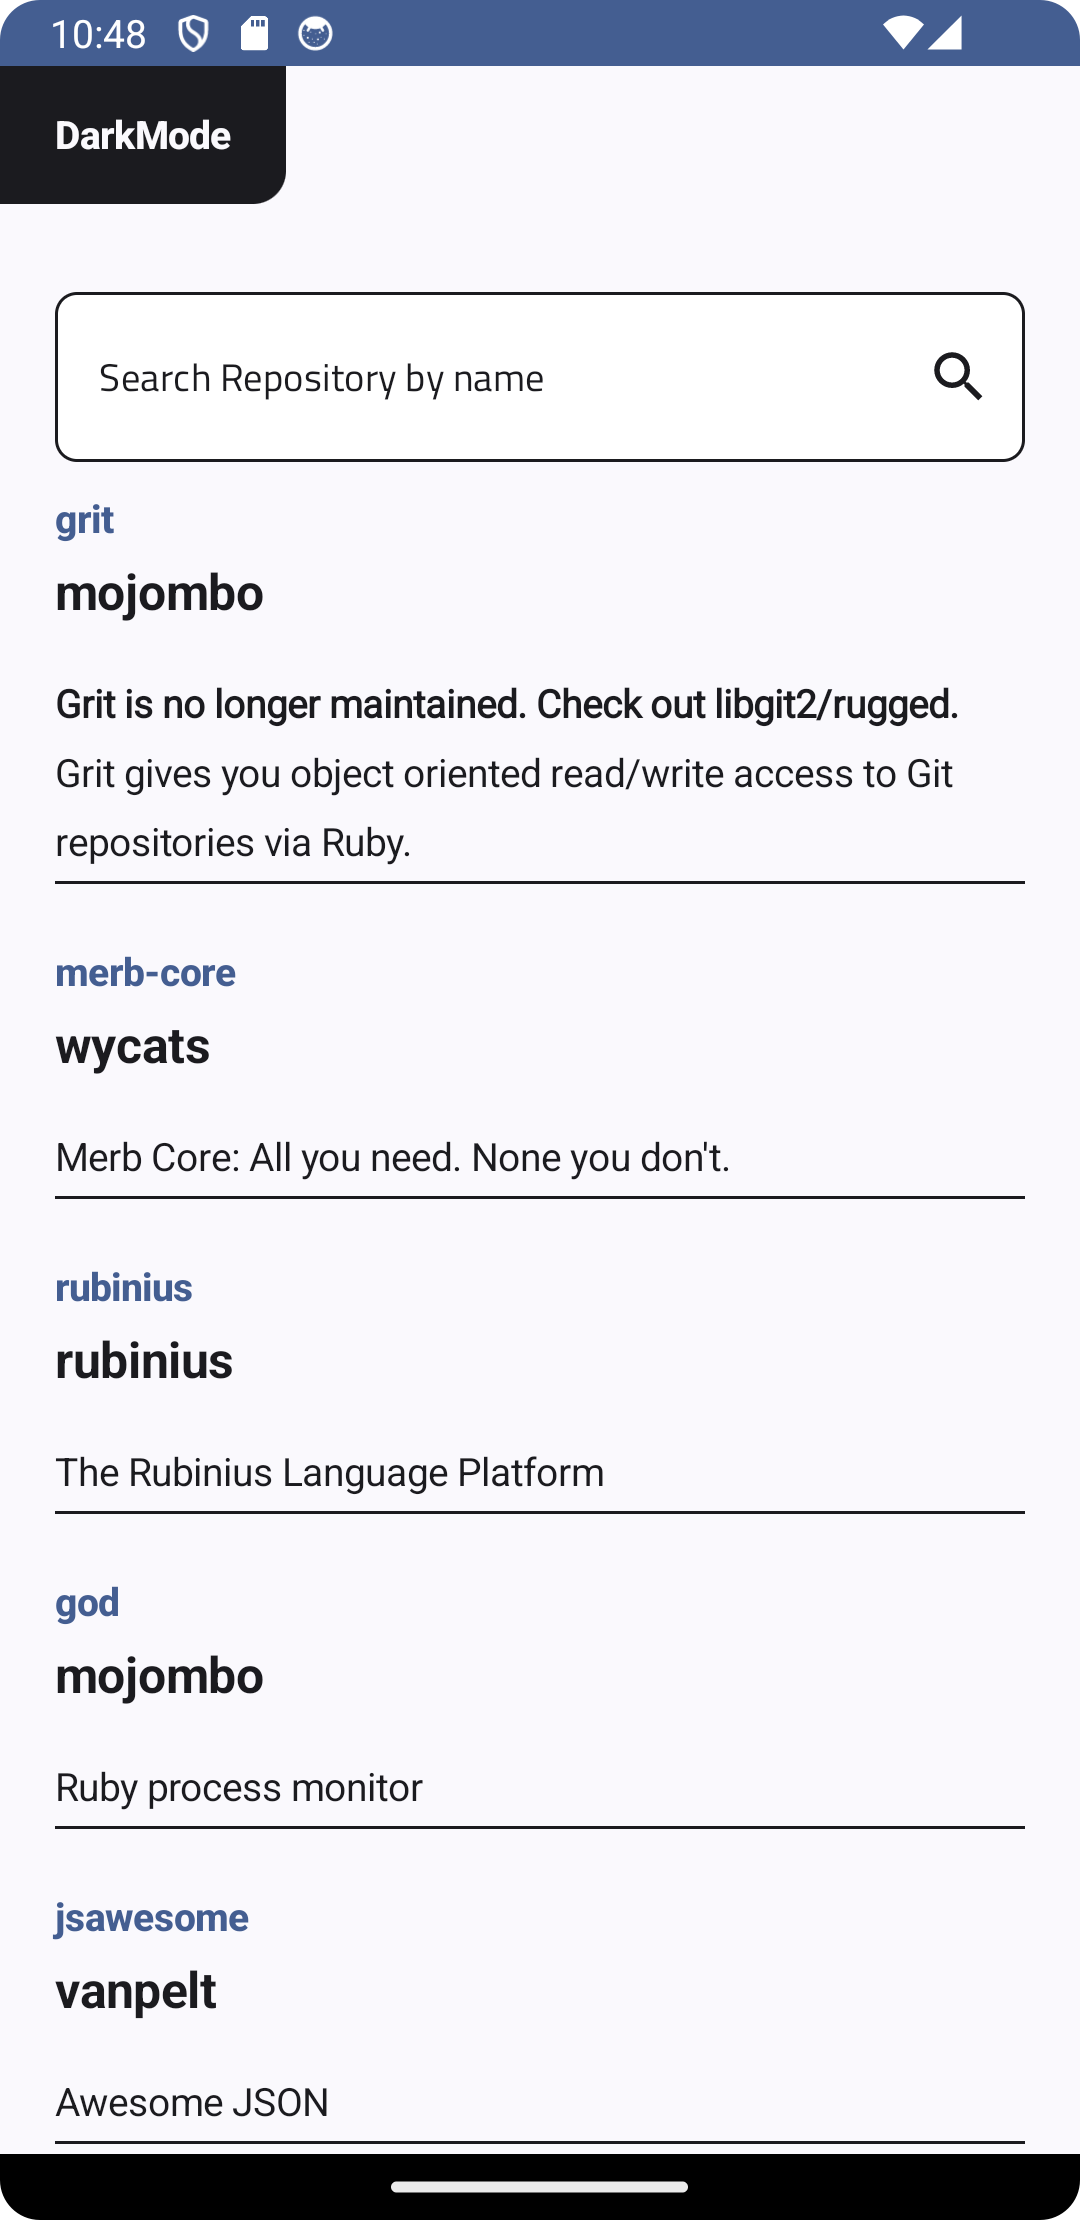 10:48
DarkMode
Search Repository by name
grit
mojombo
Grit is no longer maintained. Check out libgit2/rugged.
Grit gives you object oriented read/write access to Git
repositories via Ruby.
merb-core
wycats
Merb Core: All you need. None you don't.
rubinius
rubinius
The Rubinius Language Platform
god
mojombo
Ruby process monitor
jsawesome
vanpelt
Awesome JSON